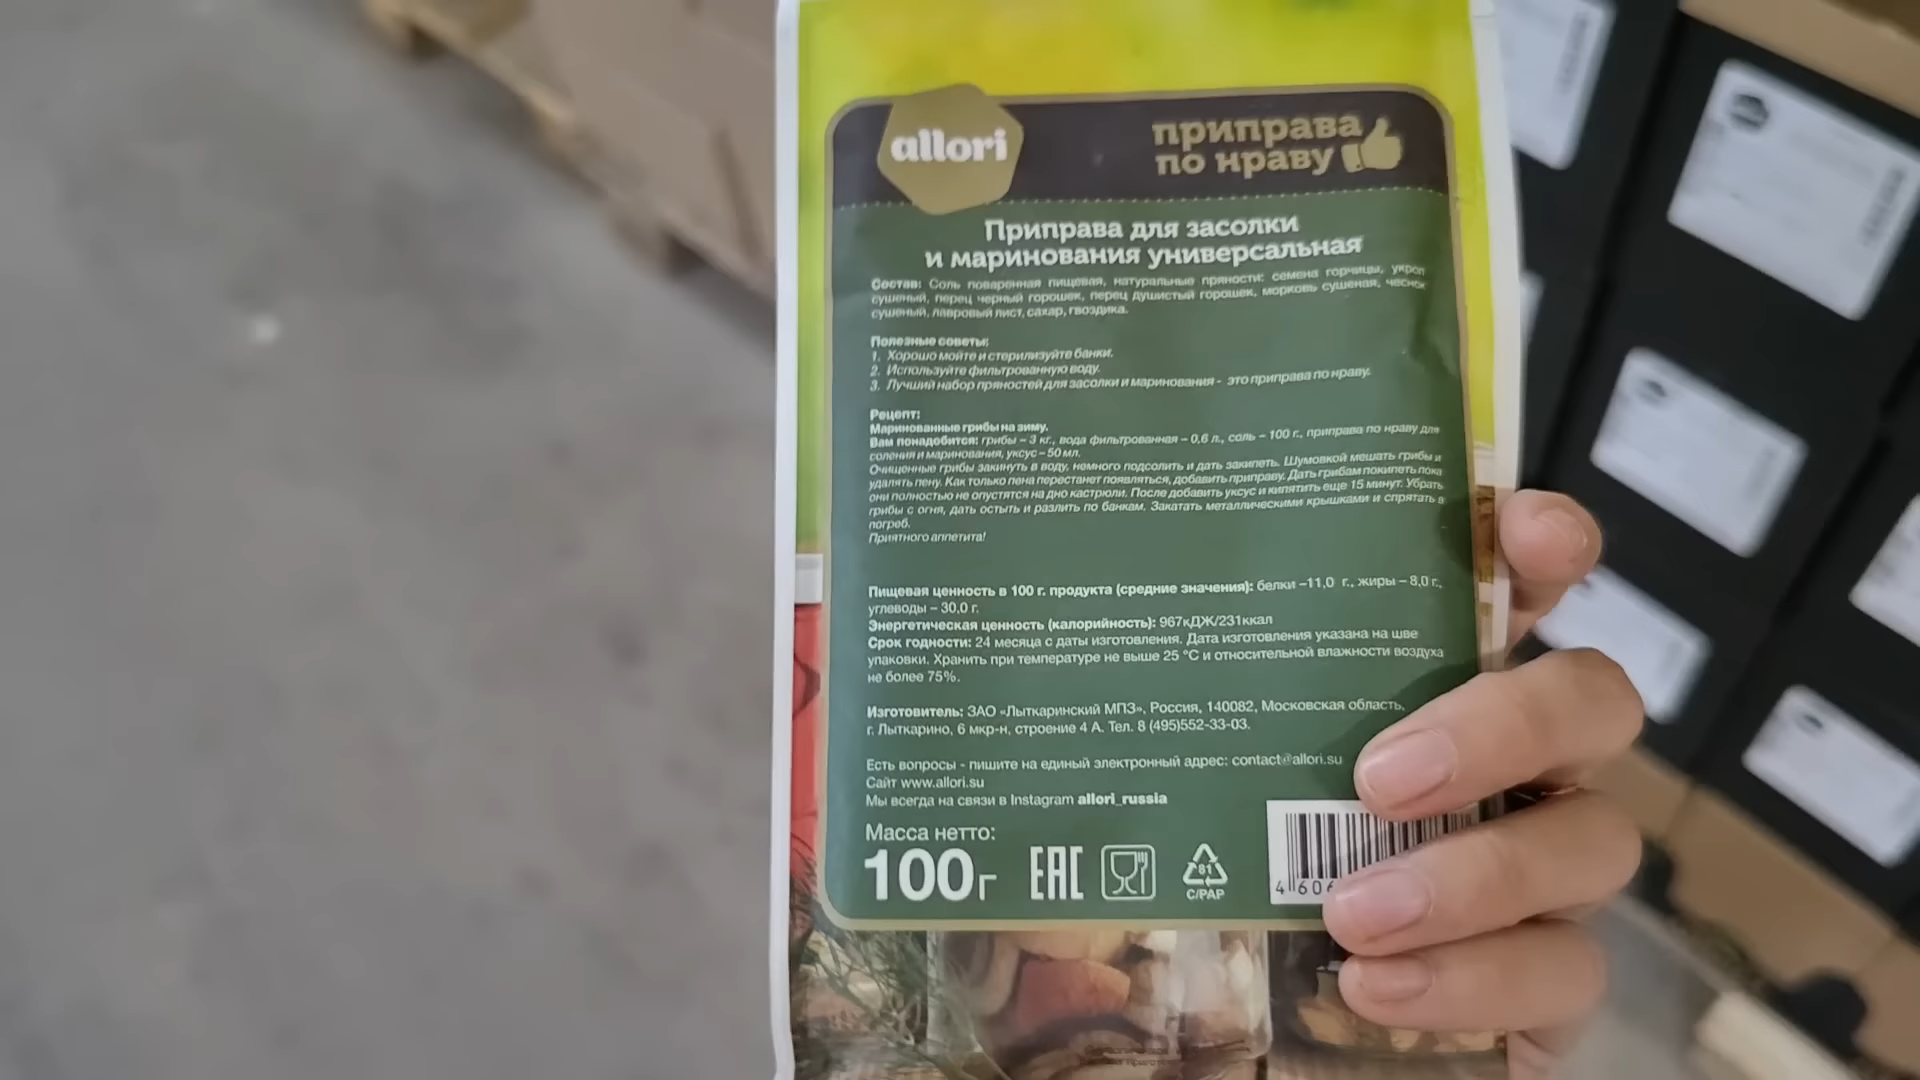 allori
приправа
по нраву
Приправа для засолки
и маринования универсальная
Состав: Соль поваренная пищевая, натуральные пряности: семена горчицы, укроп
сушеный, перец черный горошек, перец душистый горошек, морковь сушеная, чеснок
сушеный, лавровый лист, сахар, гвоздика.
Полезные советы:
1. Хорошо мойте и стерилизуйте банки.
2. Используйте фильтрованную воду.
3. Лучший набор пряностей для засолки и маринования - это приправа по нраву.
Рецепт:
Маринованные грибы на зиму.
Вам понадобится: грибы – 3 кг., вода фильтрованная – 0,6 л., соль – 100 г., приправа по нраву для
соления и маринования, уксус – 50 мл.
Очищенные грибы закинуть в воду, немного подсолить и дать закипеть. Шумовкой мешать грибы и
удалять пену. Как только пена перестанет появляться, добавить приправу. Дать грибам покипеть пока
они полностью не опустятся на дно кастрюли. После добавить уксус и кипятить еще 15 минут. Убрать
грибы с огня, дать остыть и разлить по банкам. Закатать металлическими крышками и спрятать в
погреб.
Приятного аппетита!
Пищевая ценность в 100 г. продукта (средние значения): белки –11,0 г., жиры – 8,0 г.,
углеводы – 30,0 г.
Энергетическая ценность (калорийность): 967кДЖ/231ккал
Срок годности: 24 месяца с даты изготовления. Дата изготовления указана на шве
упаковки. Хранить при температуре не выше 25 °С и относительной влажности воздуха
не более 75%.
Изготовитель: ЗАО «Лыткаринский МПЗ», Россия, 140082, Московская область,
г. Лыткарино, 6 мкр-н, строение 4 А. Тел. 8 (495)552-33-03.
Есть вопросы - пишите на единый электронный адрес: contact@allori.su
Сайт www.allori.su
Мы всегда на связи в Instagram allori_russia
Масса нетто:
100г
EAC
81
C/PAP
4 606